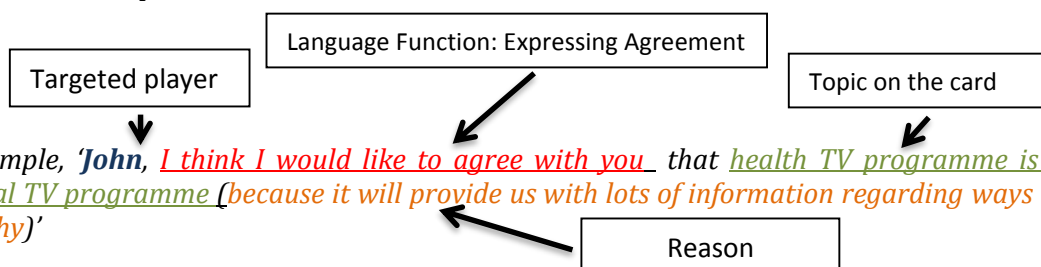 Language Function: Expressing Agreement
Targeted player
Topic on the card
mple, ‘John, I think I would like to agree with you that health TV programme is
al TV programme (because it will provide us with lots of information regarding ways
hy)’
Reason